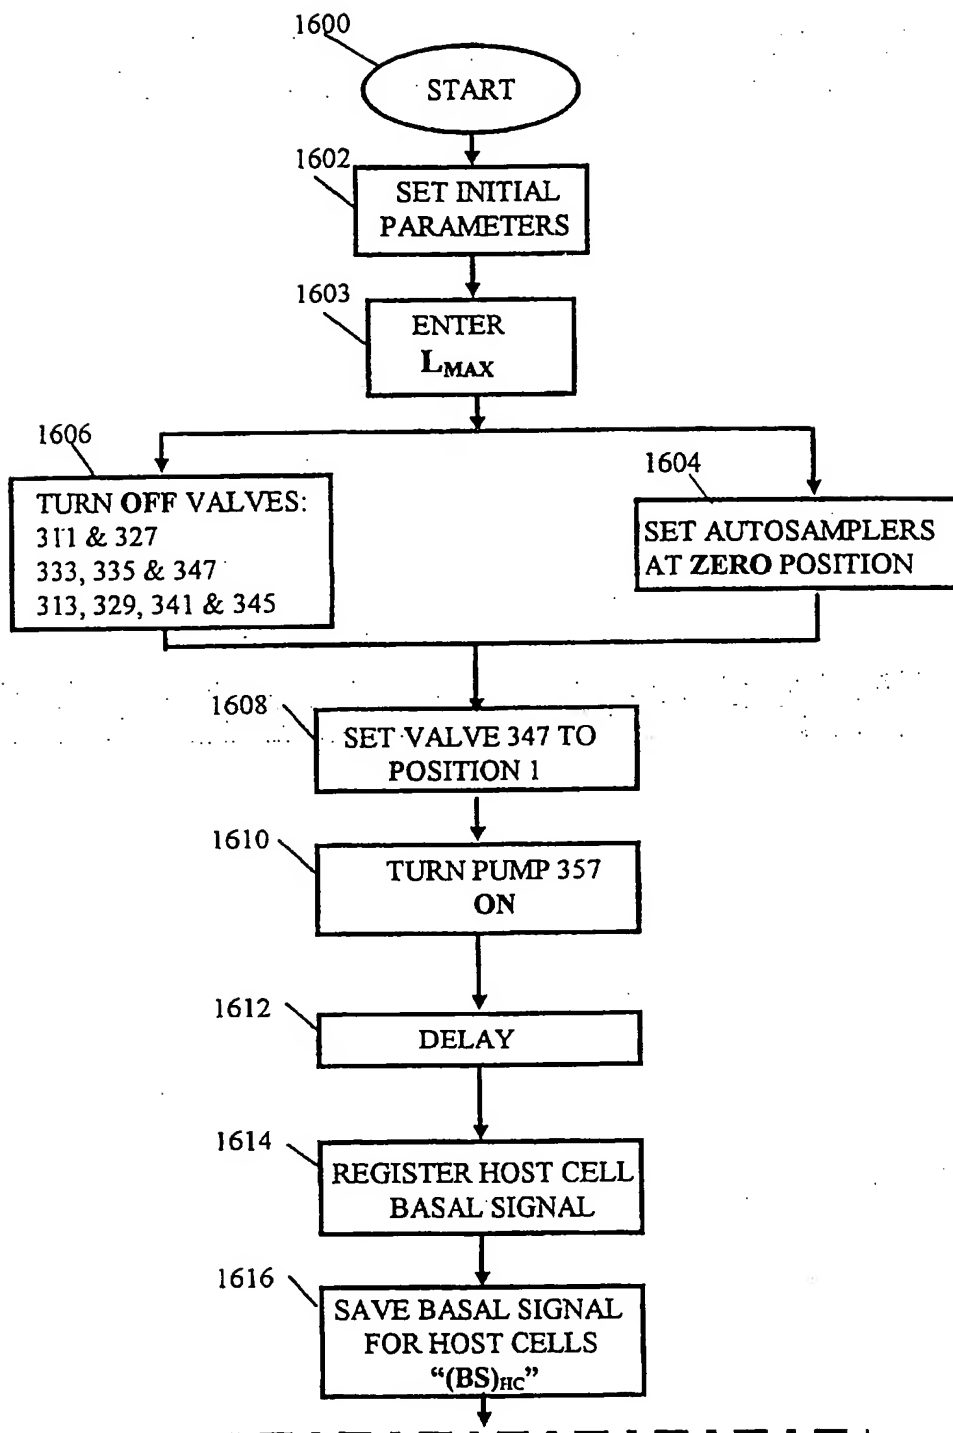 1600
START
1602
SET INITIAL
PARAMETERS
1603
ENTER
LMAX
1606
TURN OFF VALVES:
311 & 327
333, 335 & 347
313, 329, 341 & 345
1604
SET AUTOSAMPLERS
AT ZERO POSITION
1608
SET VALVE 347 TO
POSITION 1
1610
TURN PUMP 357
ON
1612
DELAY
1614
REGISTER HOST CELL
BASAL SIGNAL
1616
SAVE BASAL SIGNAL
FOR HOST CELLS
“(BS)HC”